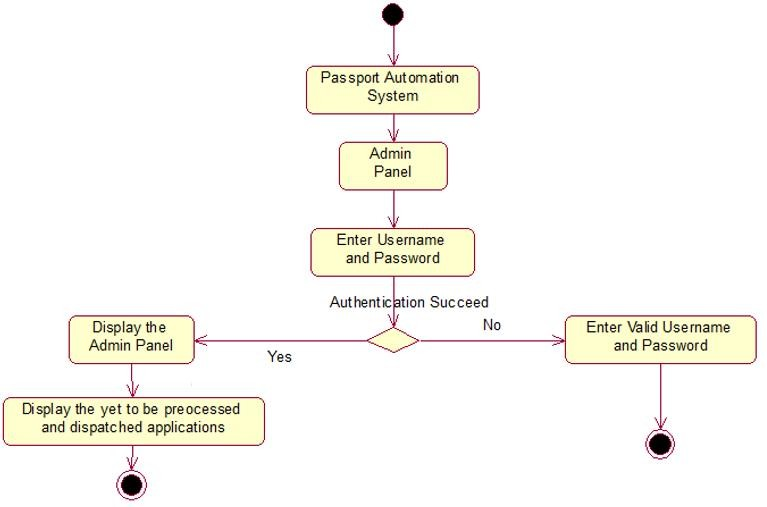 Passport Automation
System
Admin
Panel
Enter Username
and Password
Authentication Succeed
No
Yes
Display the
Admin Panel
Enter Valid Username
and Password
Display the yet to be preocessed
and dispatched applications